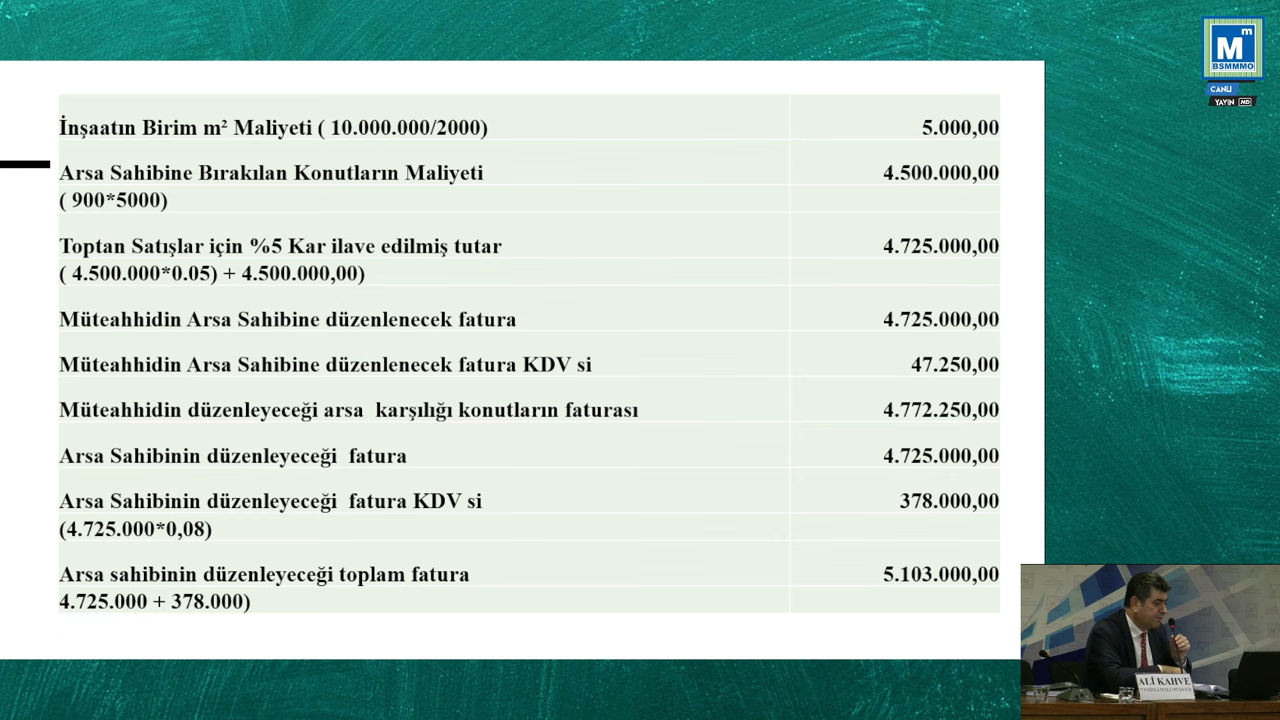 İnşaatın Birim m² Maliyeti ( 10.000.000/2000) 5.000,00
Arsa Sahibine Bırakılan Konutların Maliyeti 4.500.000,00
( 900*5000)
Toptan Satışlar için %5 Kar ilave edilmiş tutar 4.725.000,00
( 4.500.000*0.05) + 4.500.000,00)
Müteahhidin Arsa Sahibine düzenlenecek fatura 4.725.000,00
Müteahhidin Arsa Sahibine düzenlenecek fatura KDV si 47.250,00
Müteahhidin düzenleyeceği arsa karşılığı konutların faturası 4.772.250,00
Arsa Sahibinin düzenleyeceği fatura 4.725.000,00
Arsa Sahibinin düzenleyeceği fatura KDV si 378.000,00
(4.725.000*0,08)
Arsa sahibinin düzenleyeceği toplam fatura 5.103.000,00
4.725.000 + 378.000)
M m
BSMMMO
CANLI
YAYIN HD
ALİ KAHVE